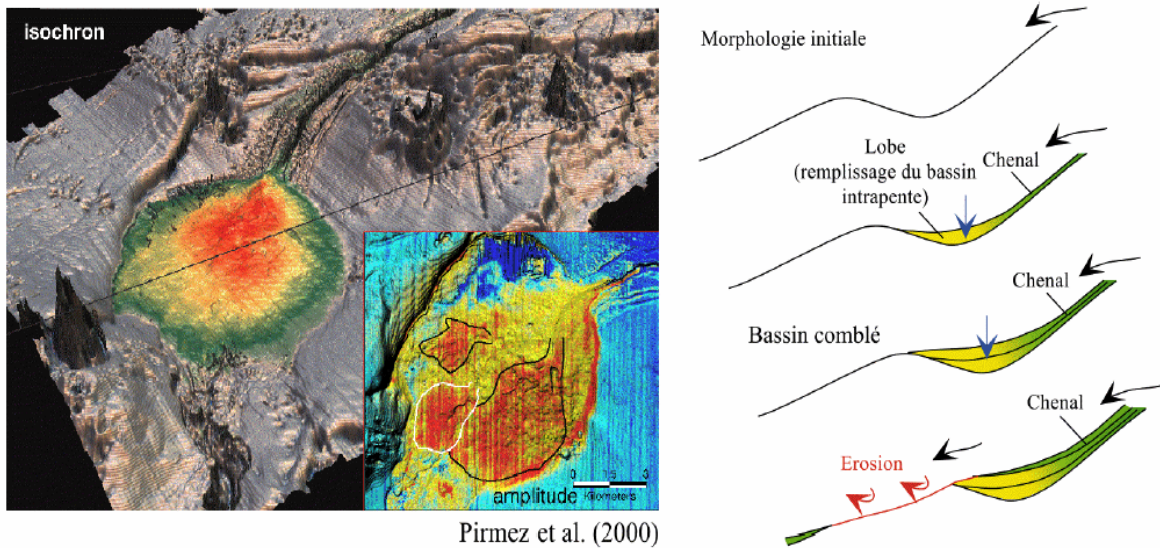 isochron
amplitude
0 1.5 3
Kilometers
Pirmez et al. (2000)
Morphologie initiale
Lobe
(remplissage du bassin
intrapente)
Chenal
Chenal
Bassin comblé
Chenal
Erosion